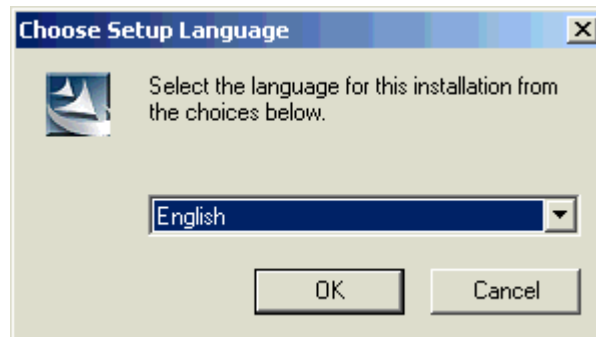 Choose Setup Language
Select the language for this installation from
the choices below.
English
OK
Cancel